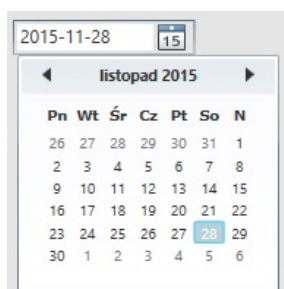 2015-11-28 15
◀ listopad 2015 ▶
Pn Wt Śr Cz Pt So N
26 27 28 29 30 31 1
2 3 4 5 6 7 8
9 10 11 12 13 14 15
16 17 18 19 20 21 22
23 24 25 26 27 28 29
30 1 2 3 4 5 6